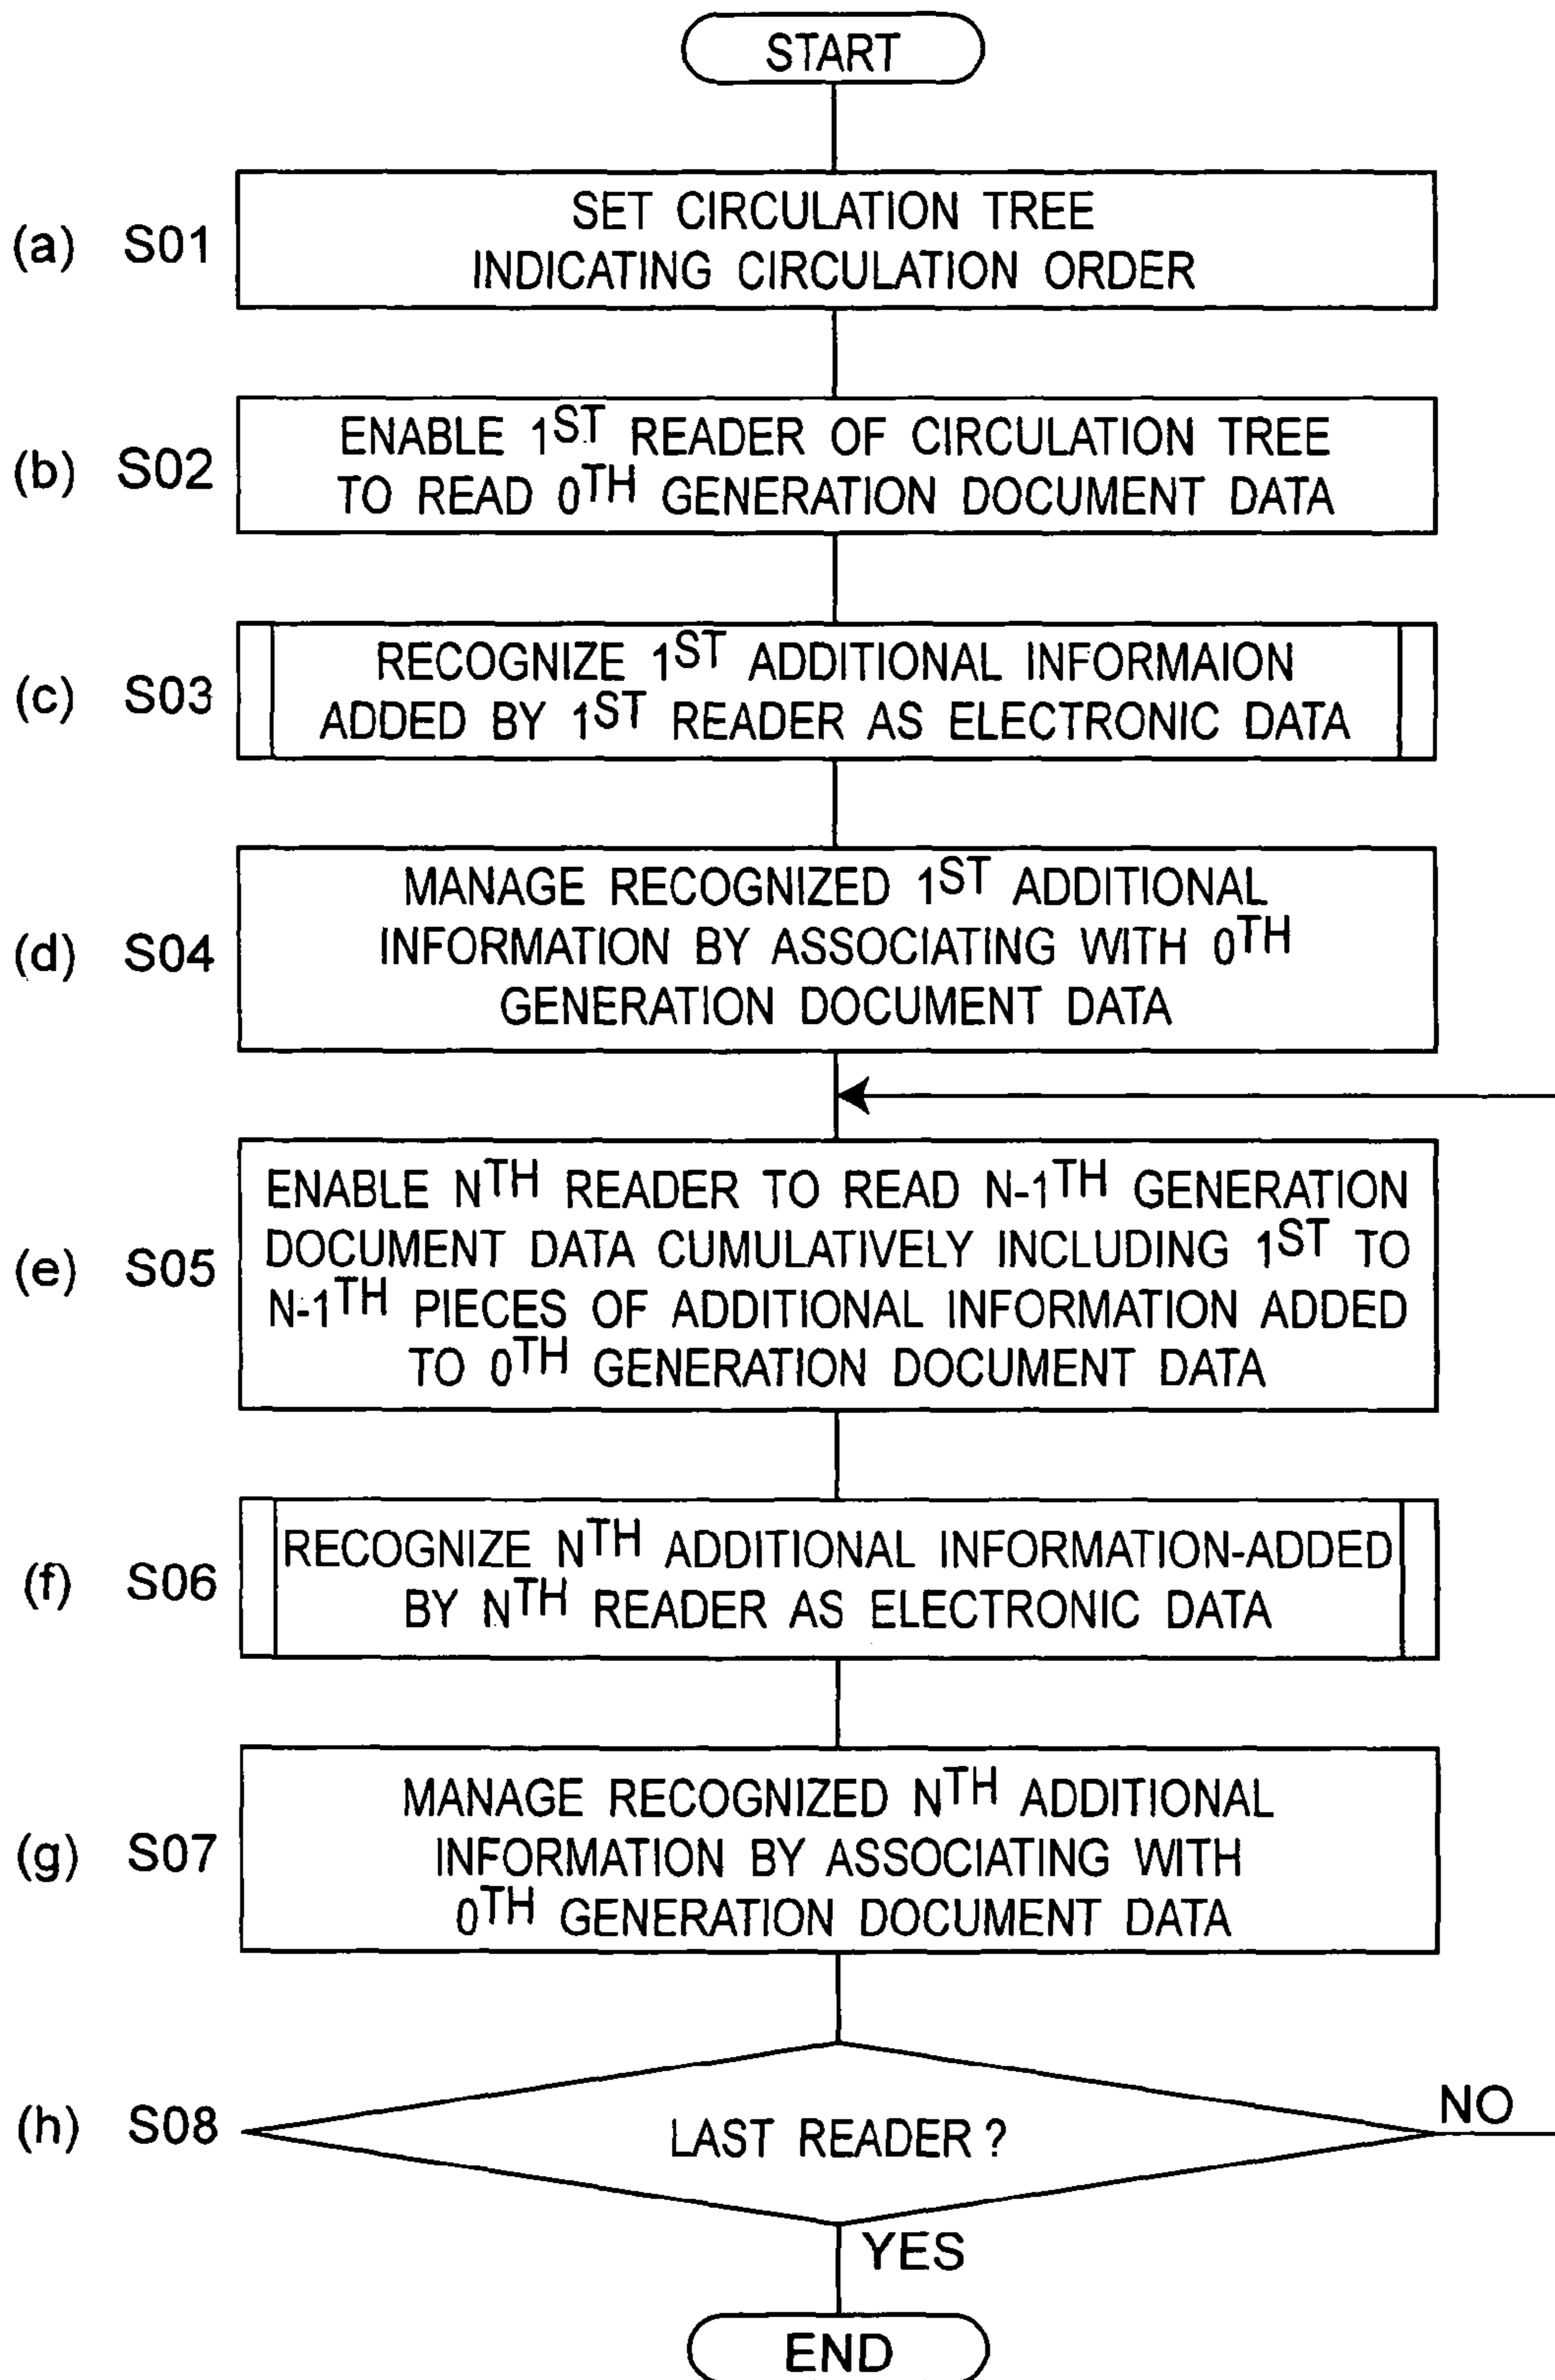 START
(a) S01 SET CIRCULATION TREE
INDICATING CIRCULATION ORDER
(b) S02 ENABLE 1ST READER OF CIRCULATION TREE
TO READ 0TH GENERATION DOCUMENT DATA
(c) S03 RECOGNIZE 1ST ADDITIONAL INFORMAION
ADDED BY 1ST READER AS ELECTRONIC DATA
(d) S04 MANAGE RECOGNIZED 1ST ADDITIONAL
INFORMATION BY ASSOCIATING WITH 0TH
GENERATION DOCUMENT DATA
(e) S05 ENABLE NTH READER TO READ N-1TH GENERATION
DOCUMENT DATA CUMULATIVELY INCLUDING 1ST TO
N-1TH PIECES OF ADDITIONAL INFORMATION ADDED
TO 0TH GENERATION DOCUMENT DATA
(f) S06 RECOGNIZE NTH ADDITIONAL INFORMATION-ADDED
BY NTH READER AS ELECTRONIC DATA
(g) S07 MANAGE RECOGNIZED NTH ADDITIONAL
INFORMATION BY ASSOCIATING WITH
0TH GENERATION DOCUMENT DATA
(h) S08 LAST READER ?
NO
YES
END